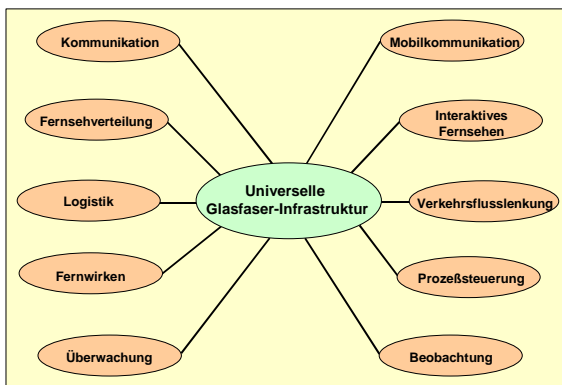 Kommunikation
Mobilkommunikation
Fernsehverteilung
Interaktives
Fernsehen
Universelle
Glasfaser-Infrastruktur
Logistik
Verkehrsflusslenkung
Fernwirken
Prozeßsteuerung
Überwachung
Beobachtung